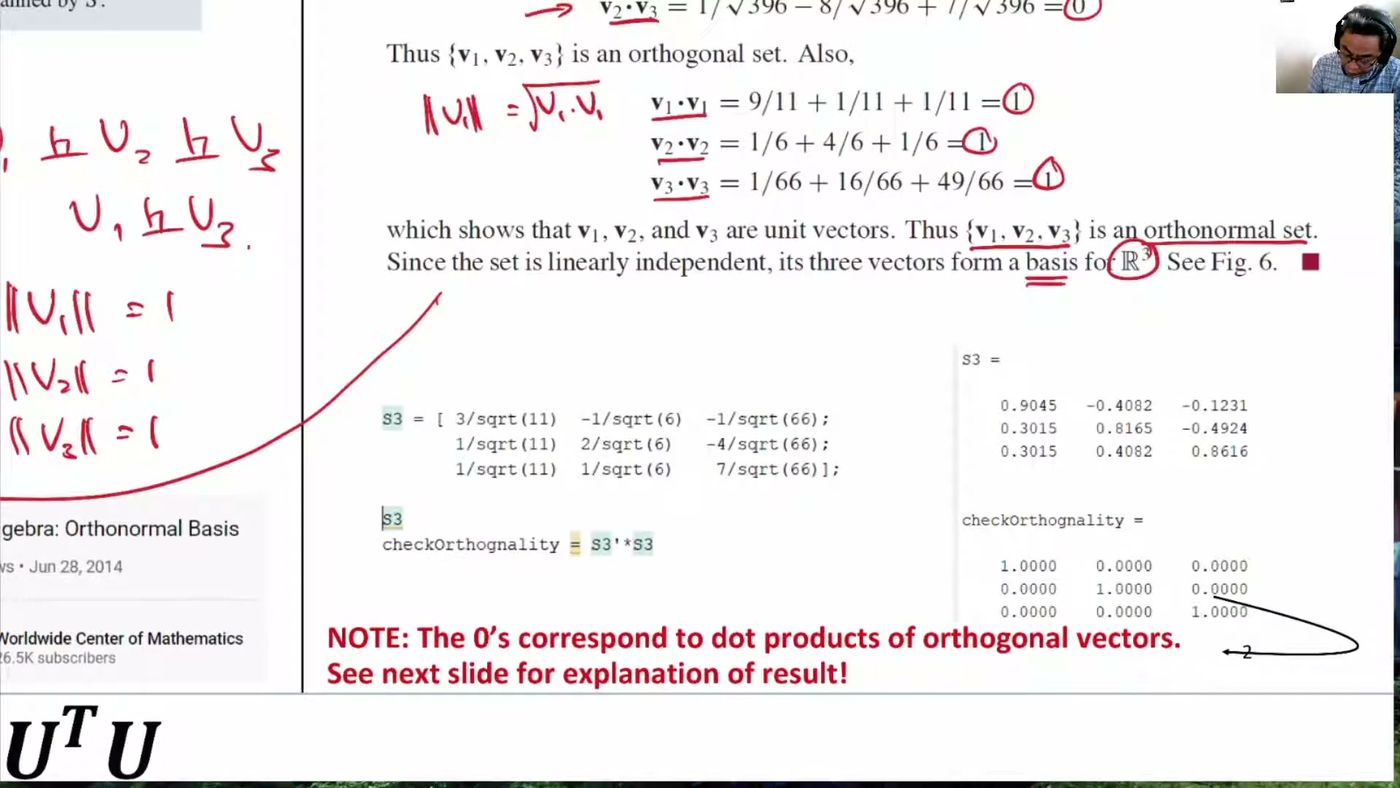 v₂·v₃ = 1/√396 − 8/√396 + 7/√396 = 0
Thus {v₁, v₂, v₃} is an orthogonal set. Also,
||V₁|| = √V₁·V₁
v₁·v₁ = 9/11 + 1/11 + 1/11 = 1
v₂·v₂ = 1/6 + 4/6 + 1/6 = 1
v₃·v₃ = 1/66 + 16/66 + 49/66 = 1
which shows that v₁, v₂, and v₃ are unit vectors. Thus {v₁, v₂, v₃} is an orthonormal set.
Since the set is linearly independent, its three vectors form a basis for ℝ³ See Fig. 6. ■
V₂ V₃
V₁ V₃.
||V₁|| = 1
||V₂|| = 1
||V₃|| = 1
gebra: Orthonormal Basis
ws • Jun 28, 2014
Worldwide Center of Mathematics
26.5K subscribers
S3 = [ 3/sqrt(11) -1/sqrt(6) -1/sqrt(66);
1/sqrt(11) 2/sqrt(6) -4/sqrt(66);
1/sqrt(11) 1/sqrt(6) 7/sqrt(66)];
S3
checkOrthognality = S3'*S3
S3 =
0.9045 -0.4082 -0.1231
0.3015 0.8165 -0.4924
0.3015 0.4082 0.8616
checkOrthognality =
1.0000 0.0000 0.0000
0.0000 1.0000 0.0000
0.0000 0.0000 1.0000
2
NOTE: The 0's correspond to dot products of orthogonal vectors.
See next slide for explanation of result!
UᵀU